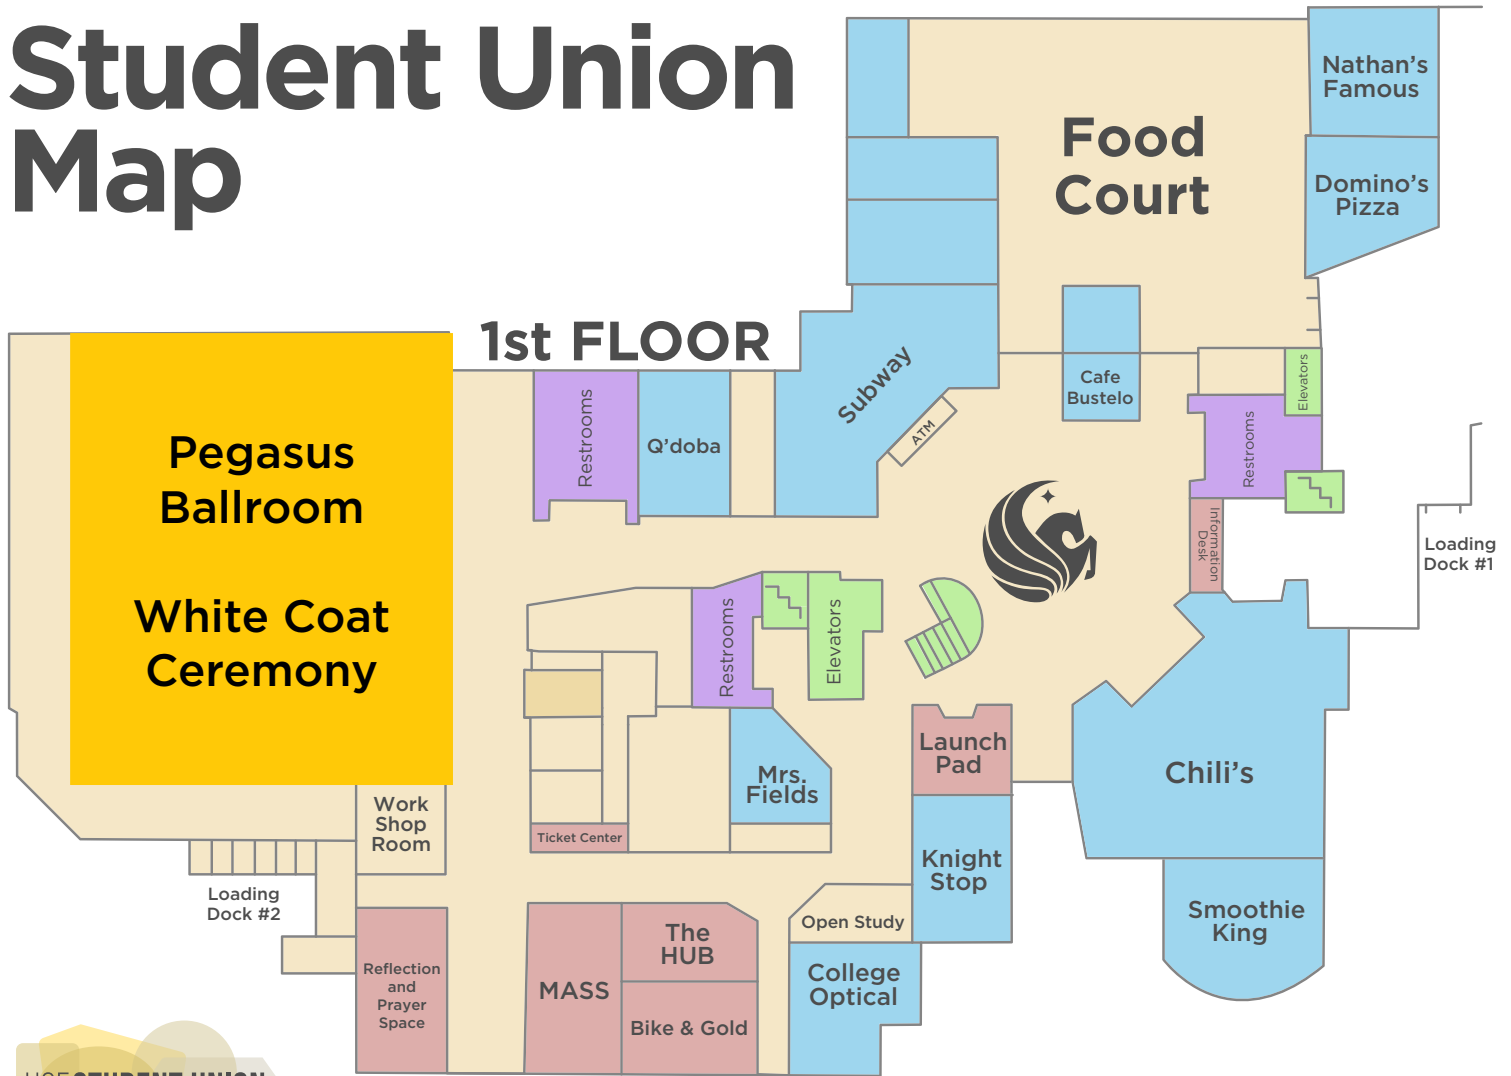 Student Union
Map
1st FLOOR
Food
Court
Nathan's
Famous
Domino's
Pizza
Pegasus
Ballroom
White Coat
Ceremony
Restrooms
Q'doba
Subway
ATM
Cafe
Bustelo
Elevators
Restrooms
Information
Desk
Loading
Dock #1
Restrooms
Elevators
Launch
Pad
Mrs.
Fields
Chili's
Work
Shop
Room
Ticket Center
Knight
Stop
Loading
Dock #2
Open Study
Smoothie
King
Reflection
and
Prayer
Space
MASS
The
HUB
Bike & Gold
College
Optical
UCF STUDENT UNION